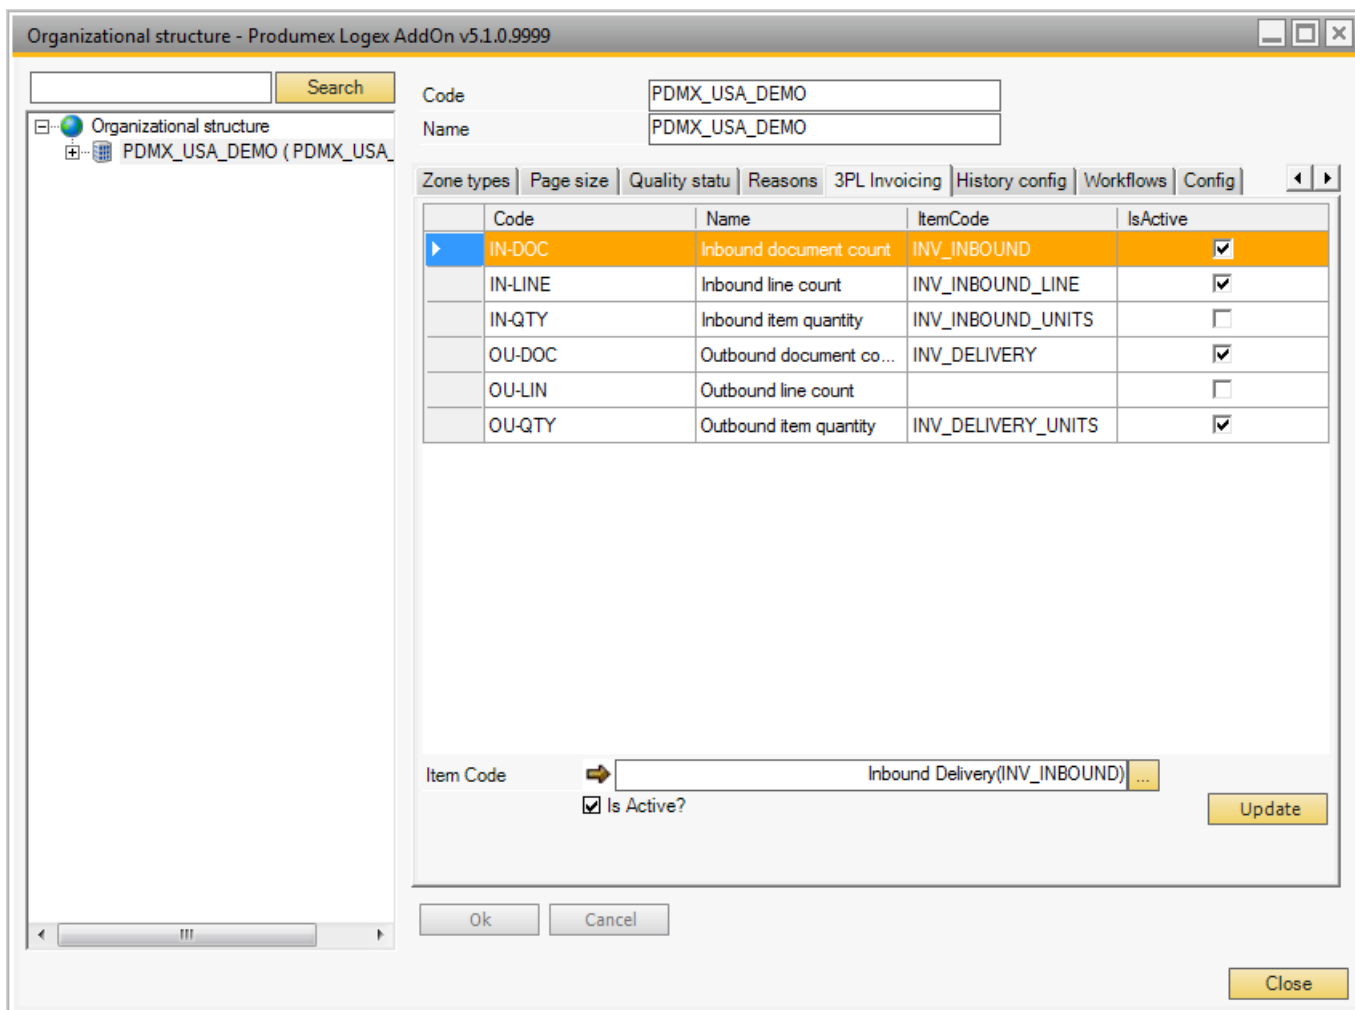 Organizational structure - Produmex Logex AddOn v5.1.0.9999
Search
Organizational structure
PDMX_USA_DEMO ( PDMX_USA_
Code PDMX_USA_DEMO
Name PDMX_USA_DEMO
Zone types Page size Quality statu Reasons 3PL Invoicing History config Workflows Config
Code Name ItemCode IsActive
IN-DOC Inbound document count INV_INBOUND
IN-LINE Inbound line count INV_INBOUND_LINE
IN-QTY Inbound item quantity INV_INBOUND_UNITS
OU-DOC Outbound document co... INV_DELIVERY
OU-LIN Outbound line count
OU-QTY Outbound item quantity INV_DELIVERY_UNITS
Item Code Inbound Delivery(INV_INBOUND) ...
Is Active?
Update
Ok Cancel
Close